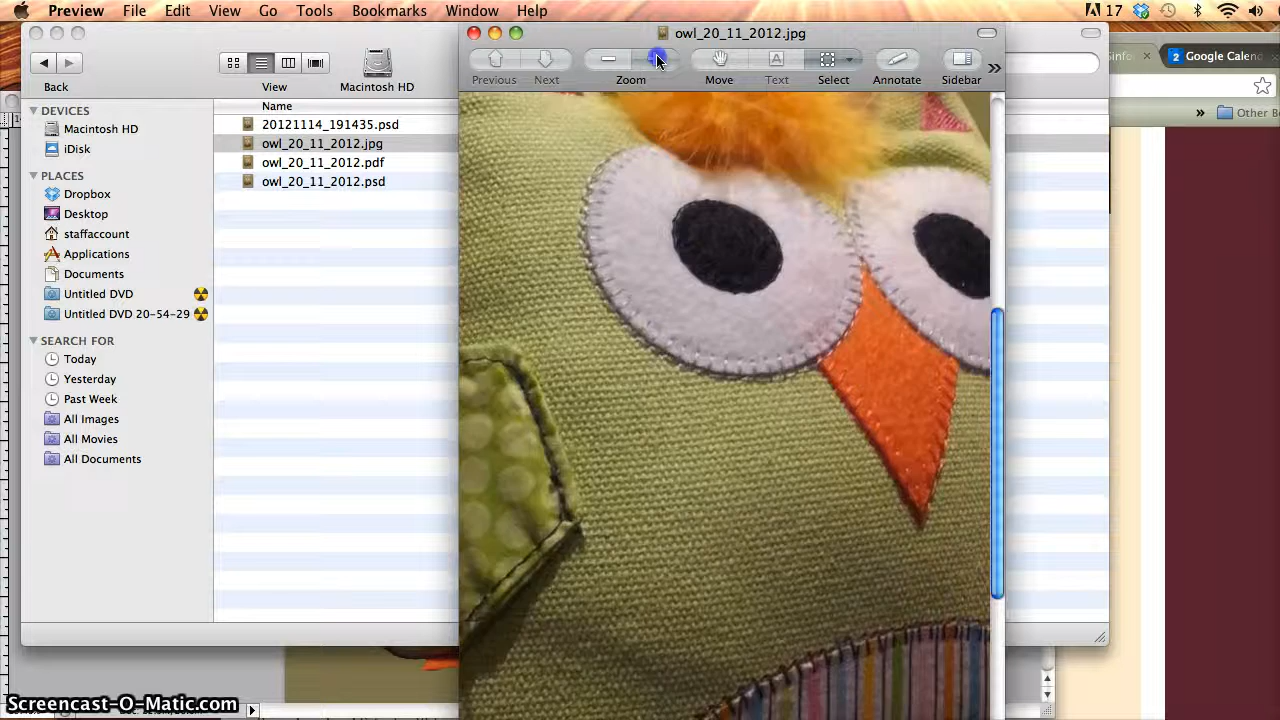 Preview File Edit View Go Tools Bookmarks Window Help 17
owl_20_11_2012.jpg
Google Calen
Back View Macintosh HD
Previous Next Zoom Move Text Select Annotate Sidebar »
» Other Bo
Name
DEVICES
Macintosh HD
iDisk
PLACES
Dropbox
Desktop
staffaccount
Applications
Documents
Untitled DVD
Untitled DVD 20-54-29
SEARCH FOR
Today
Yesterday
Past Week
All Images
All Movies
All Documents
20121114_191435.psd
owl_20_11_2012.jpg
owl_20_11_2012.pdf
owl_20_11_2012.psd
Screencast-O-Matic.com